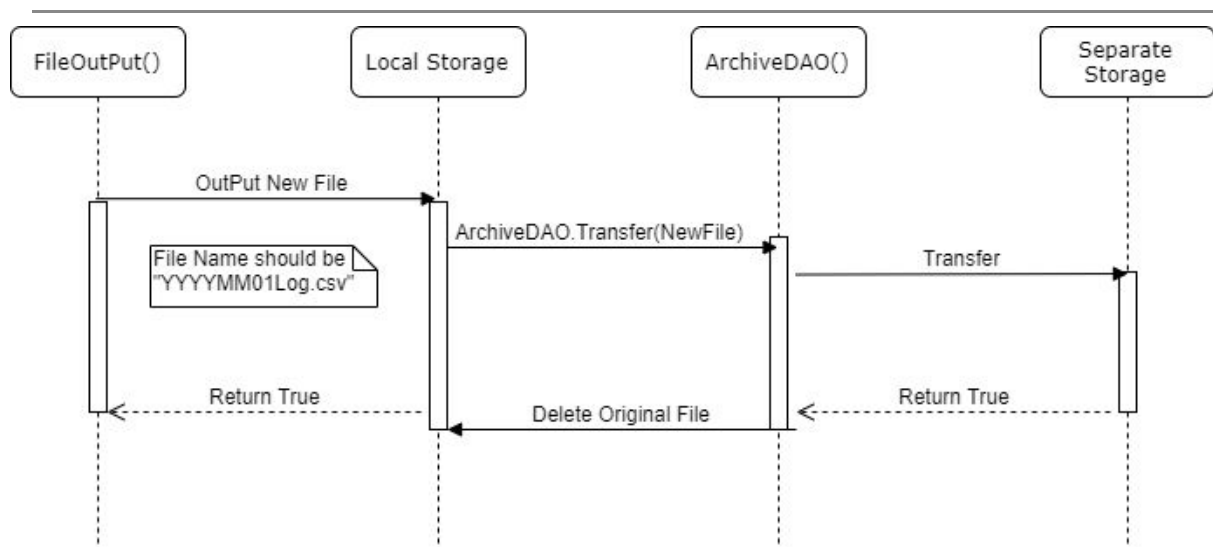 FileOutPut()
Local Storage
ArchiveDAO()
Separate
Storage
OutPut New File
ArchiveDAO.Transfer(NewFile)
File Name should be
"YYYYMM01Log.csv"
Transfer
Return True
Return True
Delete Original File